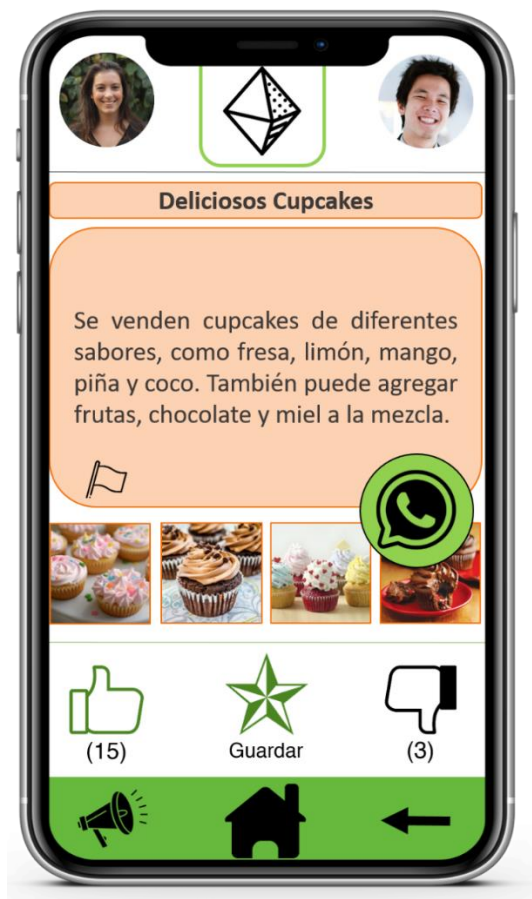 Deliciosos Cupcakes
Se venden cupcakes de diferentes
sabores, como fresa, limón, mango,
piña y coco. También puede agregar
frutas, chocolate y miel a la mezcla.
(15)
Guardar
(3)